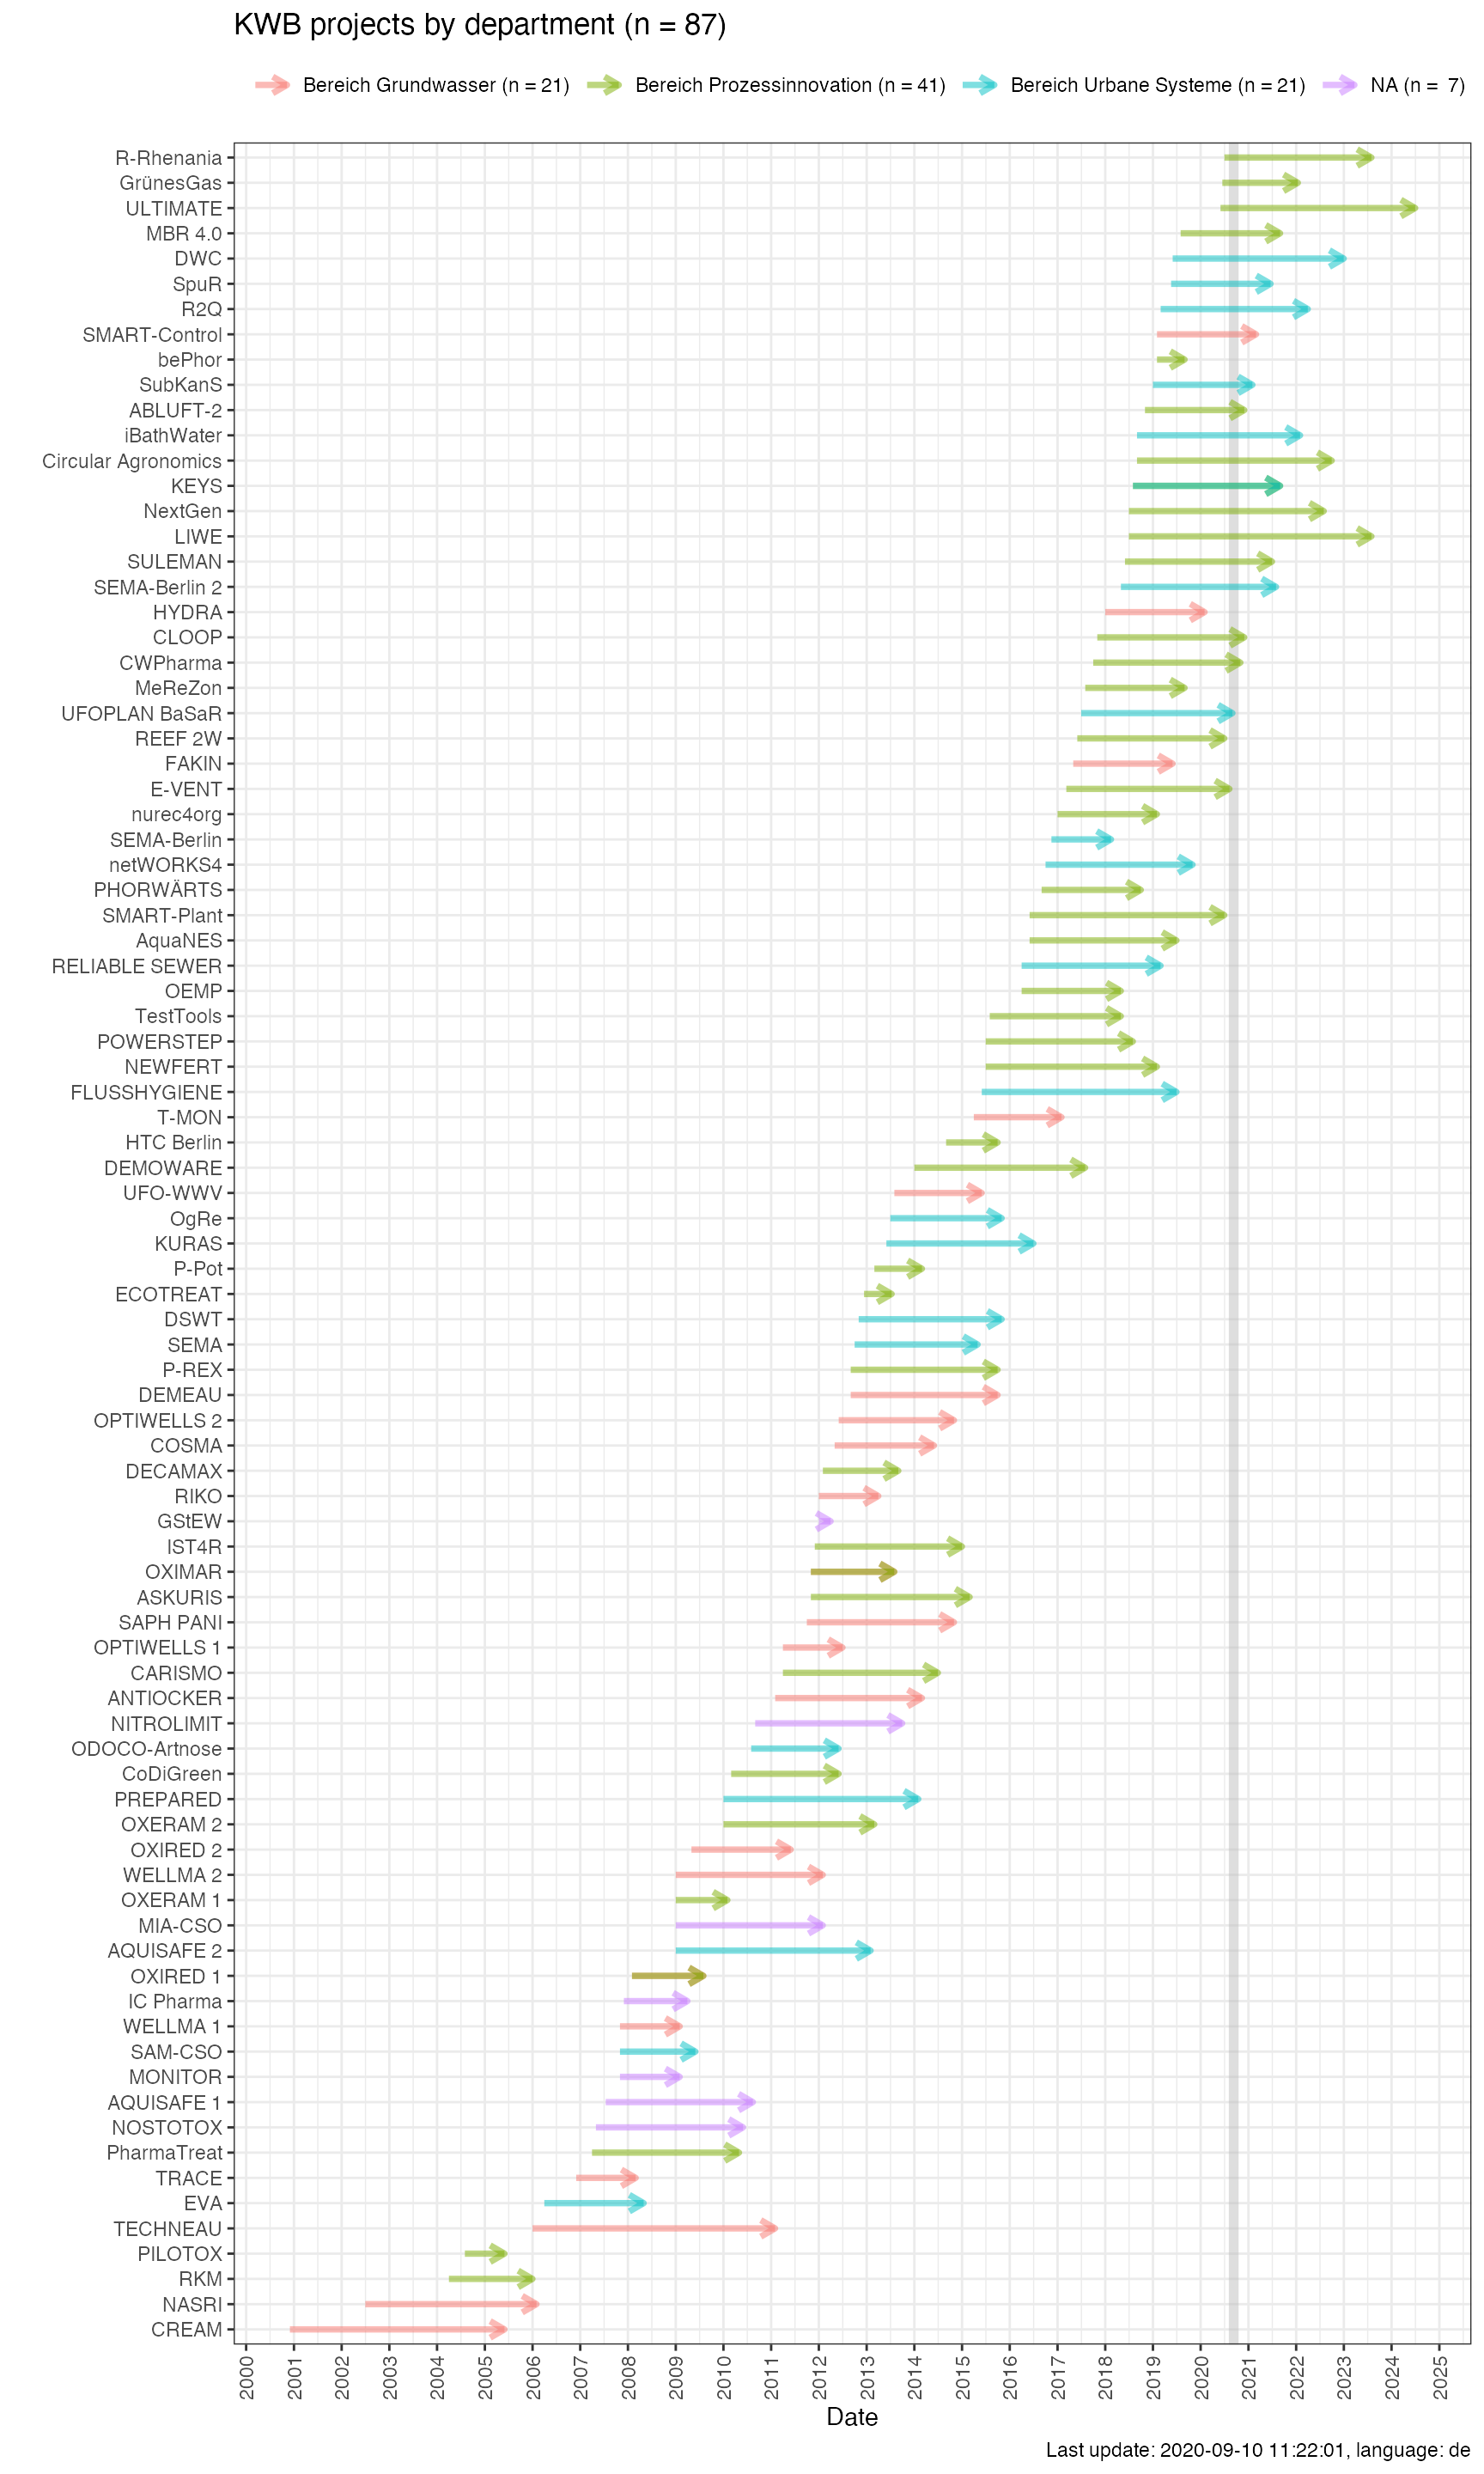 KWB projects by department (n = 87)
Bereich Grundwasser (n = 21) Bereich Prozessinnovation (n = 41) Bereich Urbane Systeme (n = 21) NA (n =  7)
R-Rhenania
GrünesGas
ULTIMATE
MBR 4.0
DWC
SpuR
R2Q
SMART-Control
bePhor
SubKanS
ABLUFT-2
iBathWater
Circular Agronomics
KEYS
NextGen
LIWE
SULEMAN
SEMA-Berlin 2
HYDRA
CLOOP
CWPharma
MeReZon
UFOPLAN BaSaR
REEF 2W
FAKIN
E-VENT
nurec4org
SEMA-Berlin
netWORKS4
PHORWÄRTS
SMART-Plant
AquaNES
RELIABLE SEWER
OEMP
TestTools
POWERSTEP
NEWFERT
FLUSSHYGIENE
T-MON
HTC Berlin
DEMOWARE
UFO-WWV
OgRe
KURAS
P-Pot
ECOTREAT
DSWT
SEMA
P-REX
DEMEAU
OPTIWELLS 2
COSMA
DECAMAX
RIKO
GStEW
IST4R
OXIMAR
ASKURIS
SAPH PANI
OPTIWELLS 1
CARISMO
ANTIOCKER
NITROLIMIT
ODOCO-Artnose
CoDiGreen
PREPARED
OXERAM 2
OXIRED 2
WELLMA 2
OXERAM 1
MIA-CSO
AQUISAFE 2
OXIRED 1
IC Pharma
WELLMA 1
SAM-CSO
MONITOR
AQUISAFE 1
NOSTOTOX
PharmaTreat
TRACE
EVA
TECHNEAU
PILOTOX
RKM
NASRI
CREAM
2000 2001 2002 2003 2004 2005 2006 2007 2008 2009 2010 2011 2012 2013 2014 2015 2016 2017 2018 2019 2020 2021 2022 2023 2024 2025
Date
Last update: 2020-09-10 11:22:01, language: de